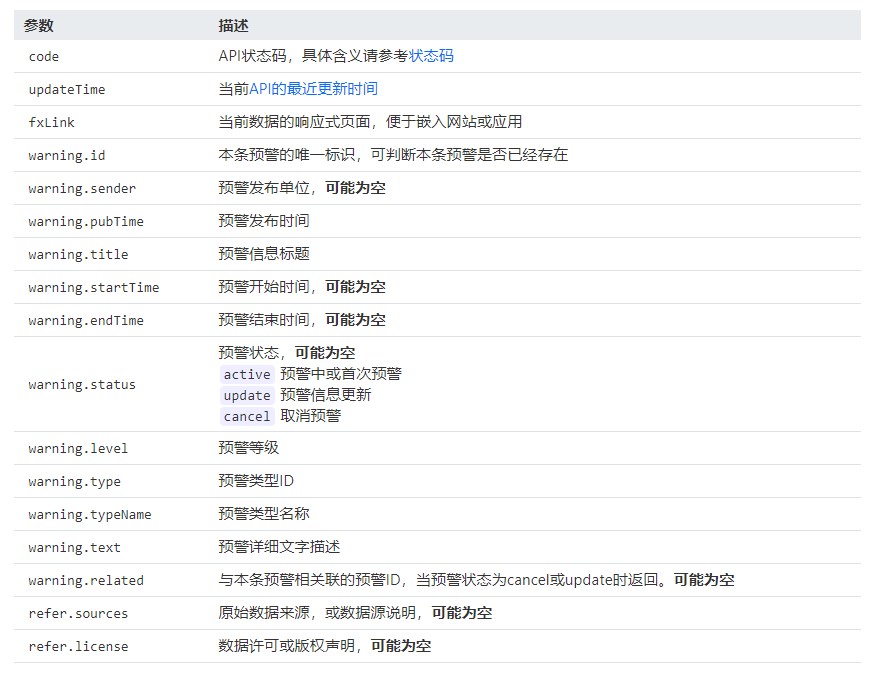 参数 描述
code API状态码，具体含义请参考状态码
updateTime 当前API的最近更新时间
fxLink 当前数据的响应式页面，便于嵌入网站或应用
warning.id 本条预警的唯一标识，可判断本条预警是否已经存在
warning.sender 预警发布单位，可能为空
warning.pubTime 预警发布时间
warning.title 预警信息标题
warning.startTime 预警开始时间，可能为空
warning.endTime 预警结束时间，可能为空
warning.status 预警状态，可能为空
active 预警中或首次预警
update 预警信息更新
cancel 取消预警
warning.level 预警等级
warning.type 预警类型ID
warning.typeName 预警类型名称
warning.text 预警详细文字描述
warning.related 与本条预警相关联的预警ID，当预警状态为cancel或update时返回。可能为空
refer.sources 原始数据来源，或数据源说明，可能为空
refer.license 数据许可或版权声明，可能为空